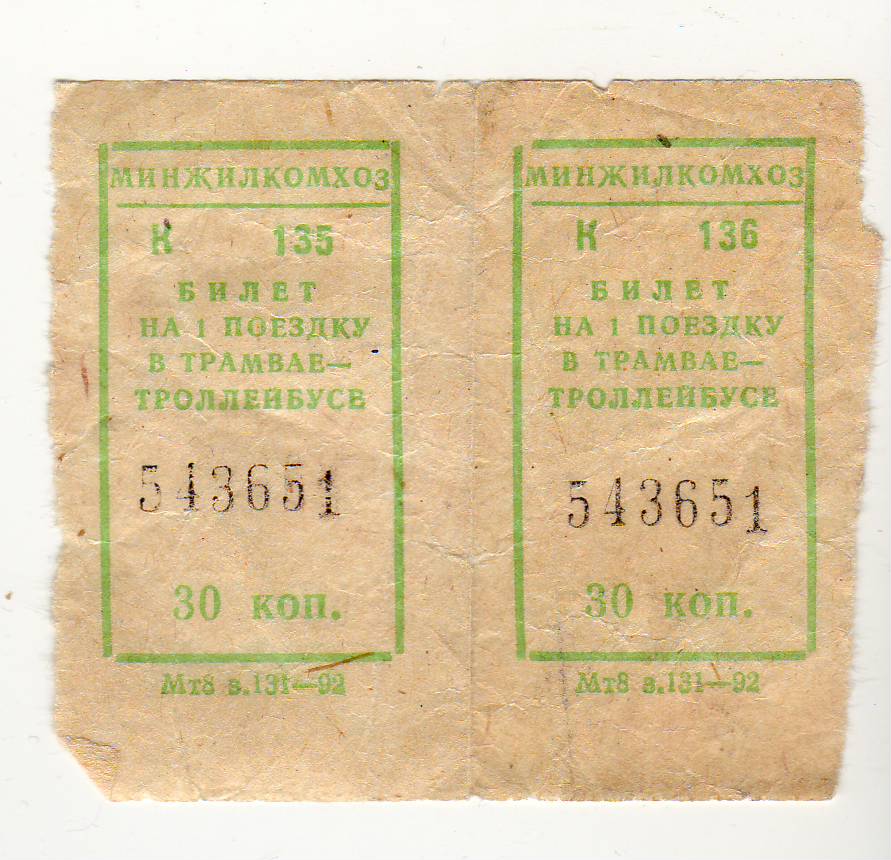 МИНЖИЛКОМХОЗ
К 135
БИЛЕТ
НА 1 ПОЕЗДКУ
В ТРАМВАЕ—
ТРОЛЛЕЙБУСЕ
543651
30 коп.
Мт8 з.131—92
МИНЖИЛКОМХОЗ
К 136
БИЛЕТ
НА 1 ПОЕЗДКУ
В ТРАМВАЕ—
ТРОЛЛЕЙБУСЕ
543651
30 коп.
Мт8 з.131—92